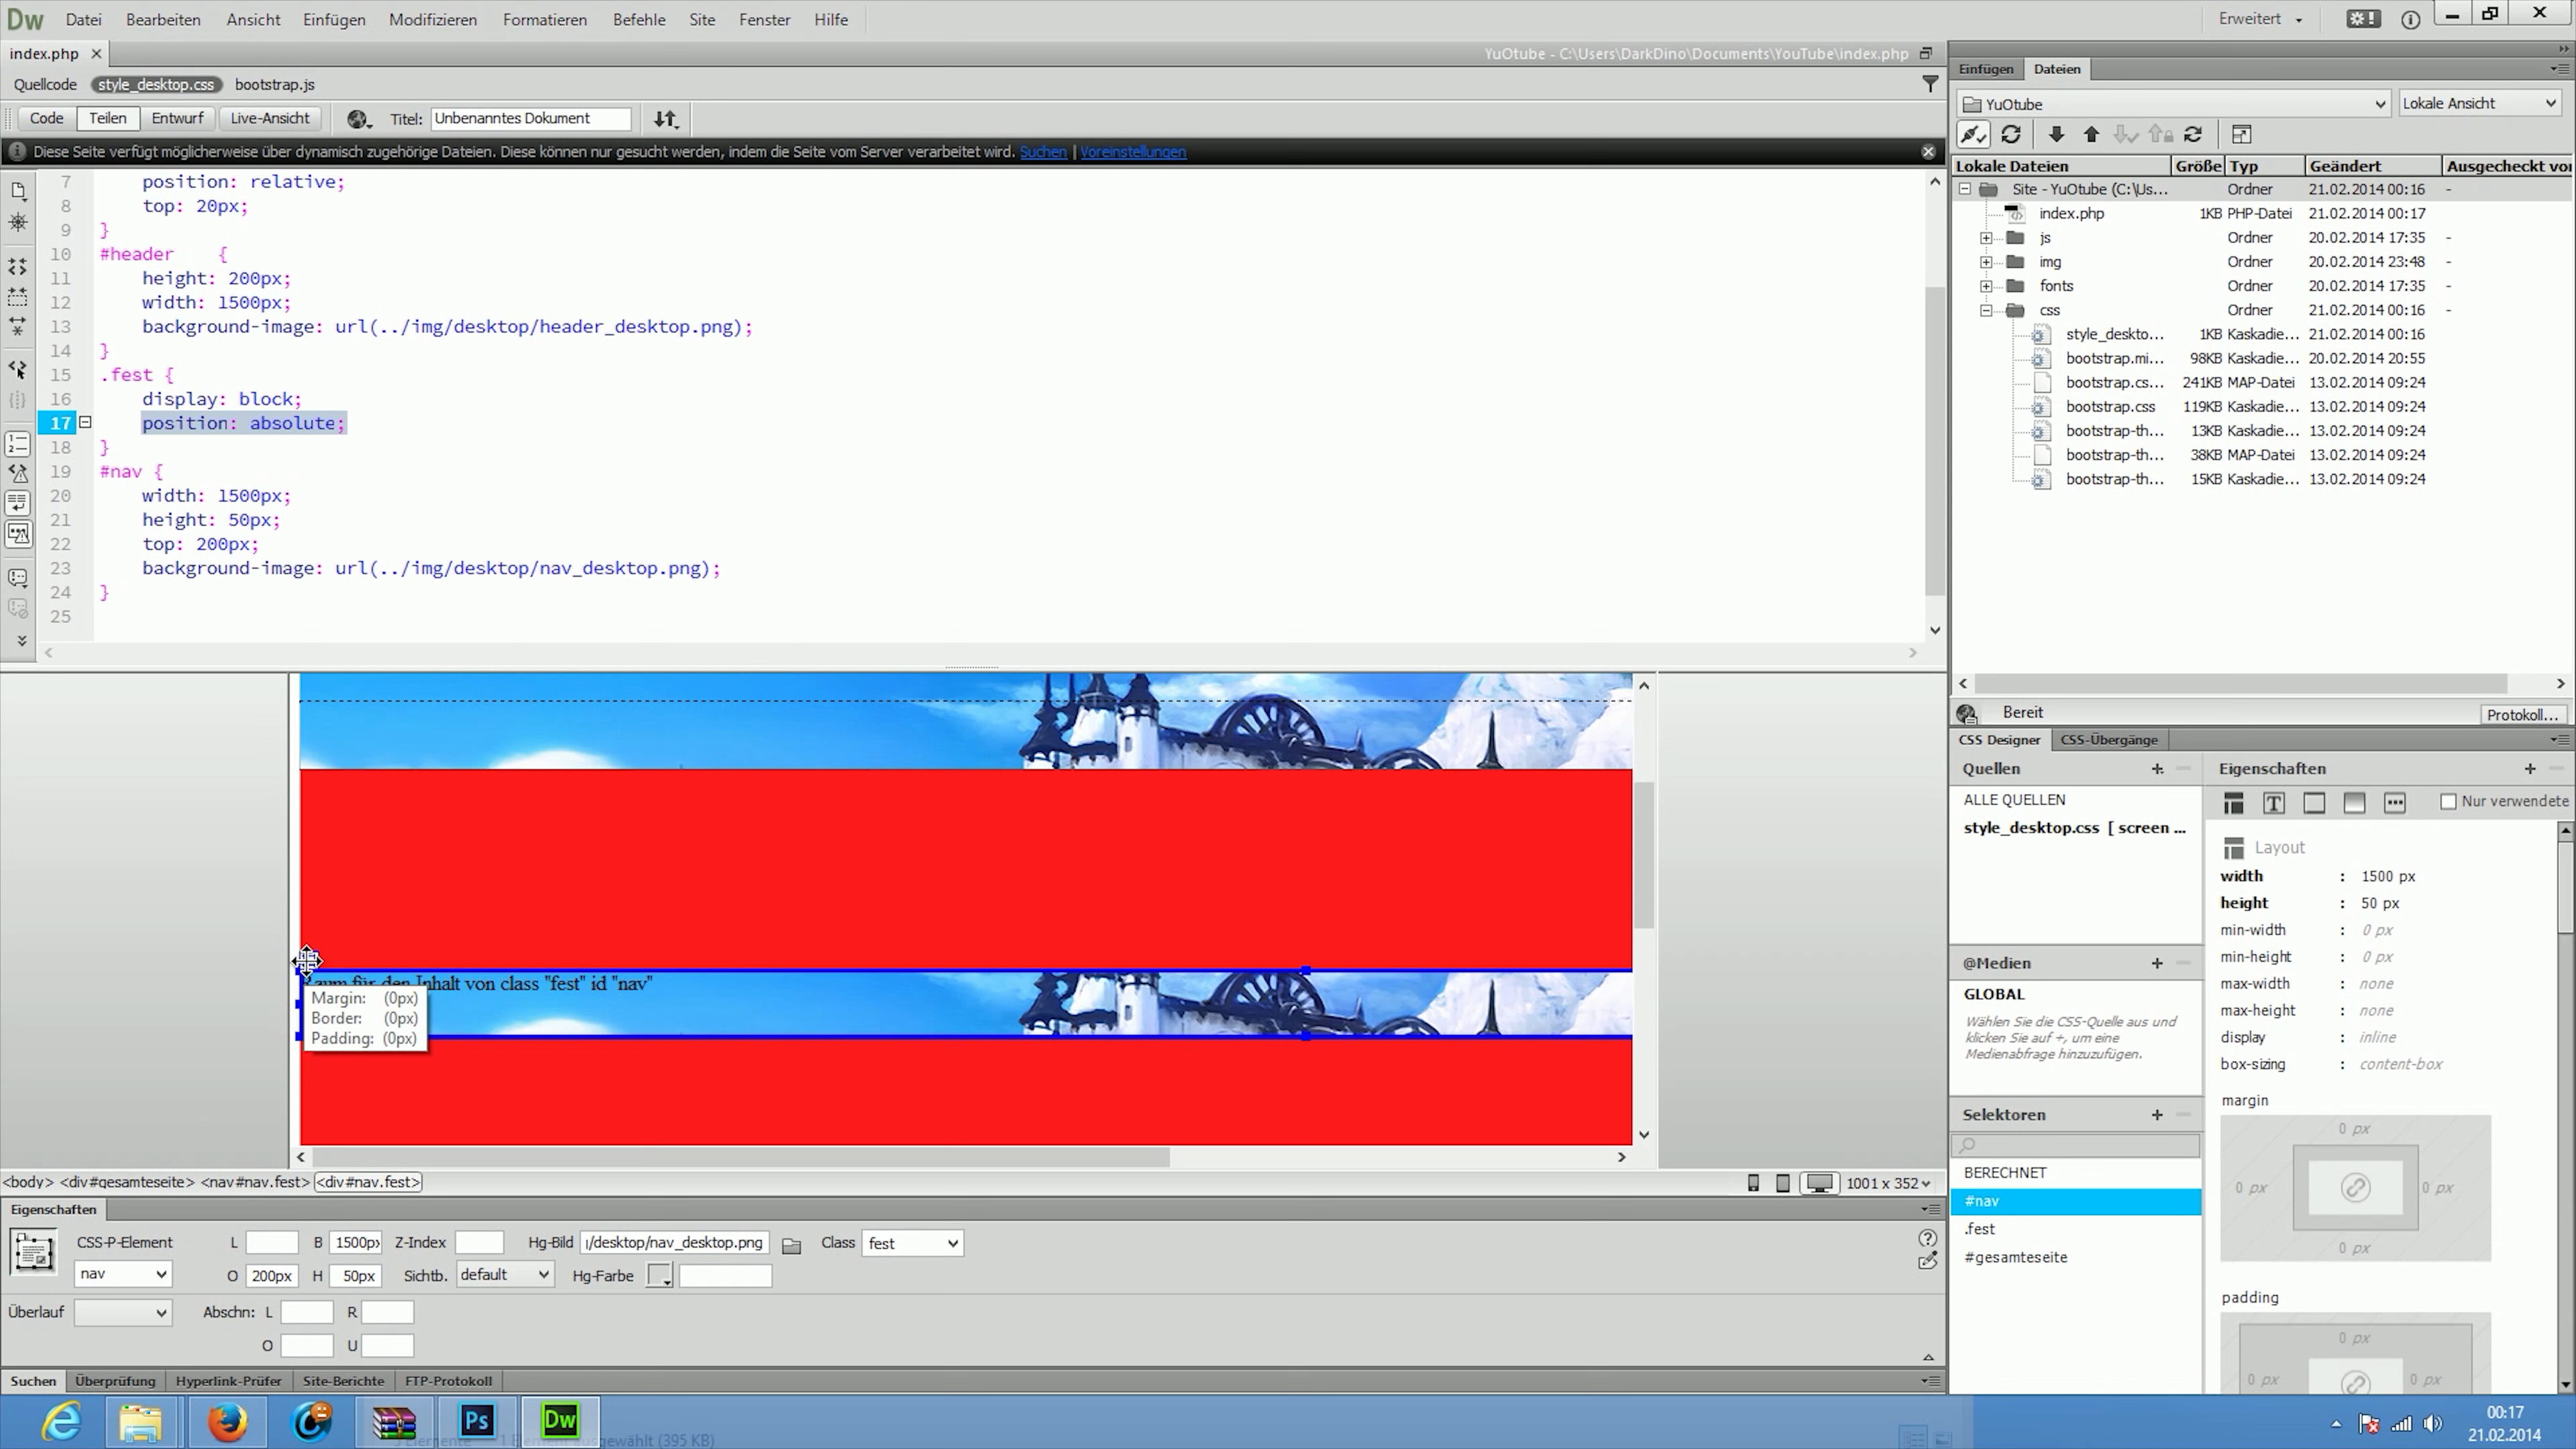 Dw Datei Bearbeiten Ansicht Einfügen Modifizieren Formatieren Befehle Site Fenster Hilfe Erweitert
index.php YuOtube - C:\Users\DarkDino\Documents\YouTube\index.php
Quellcode style_desktop.css bootstrap.js
Code Teilen Entwurf Live-Ansicht Titel: Unbenanntes Dokument
Diese Seite verfügt möglicherweise über dynamisch zugehörige Dateien. Diese können nur gesucht werden, indem die Seite vom Server verarbeitet wird. Suchen | Voreinstellungen
7 position: relative;
8 top: 20px;
9 }
10 #header {
11 height: 200px;
12 width: 1500px;
13 background-image: url(../img/desktop/header_desktop.png);
14 }
15 .fest {
16 display: block;
17 position: absolute;
18 }
19 #nav {
20 width: 1500px;
21 height: 50px;
22 top: 200px;
23 background-image: url(../img/desktop/nav_desktop.png);
24 }
25
für den Inhalt von class "fest" id "nav"
Margin: (0px)
Border: (0px)
Padding: (0px)
<body> <div#gesamteseite> <nav#nav.fest> <div#nav.fest> 1001 x 352
Eigenschaften
CSS-P-Element L B 1500px Z-Index Hg-Bild /desktop/nav_desktop.png Class fest
nav O 200px H 50px Sichtb. default Hg-Farbe
Überlauf Abschn: L R
O U
Suchen Überprüfung Hyperlink-Prüfer Site-Berichte FTP-Protokoll
Einfügen Dateien
YuOtube Lokale Ansicht
Lokale Dateien Größe Typ Geändert Ausgecheckt vo
Site - YuOtube (C:\Us... Ordner 21.02.2014 00:16 -
index.php 1KB PHP-Datei 21.02.2014 00:17
js Ordner 20.02.2014 17:35 -
img Ordner 20.02.2014 23:48 -
fonts Ordner 20.02.2014 17:35 -
css Ordner 21.02.2014 00:16 -
style_deskto... 1KB Kaskadie... 21.02.2014 00:16
bootstrap.mi... 98KB Kaskadie... 20.02.2014 20:55
bootstrap.cs... 241KB MAP-Datei 13.02.2014 09:24
bootstrap.css 119KB Kaskadie... 13.02.2014 09:24
bootstrap-th... 13KB Kaskadie... 13.02.2014 09:24
bootstrap-th... 38KB MAP-Datei 13.02.2014 09:24
bootstrap-th... 15KB Kaskadie... 13.02.2014 09:24
Bereit Protokoll...
CSS Designer CSS-Übergänge
Quellen
ALLE QUELLEN
style_desktop.css [ screen ...
@Medien
GLOBAL
Wählen Sie die CSS-Quelle aus und
klicken Sie auf +, um eine
Medienabfrage hinzuzufügen.
Selektoren
BERECHNET
#nav
.fest
#gesamteseite
Eigenschaften
Nur verwendete
Layout
width : 1500 px
height : 50 px
min-width : 0 px
min-height : 0 px
max-width : none
max-height : none
display : inline
box-sizing : content-box
margin
0 px
0 px 0 px
0 px
padding
0 px
0 px 0 px
Ps Dw
1 Element ausgewählt (395 KB)
00:17
21.02.2014